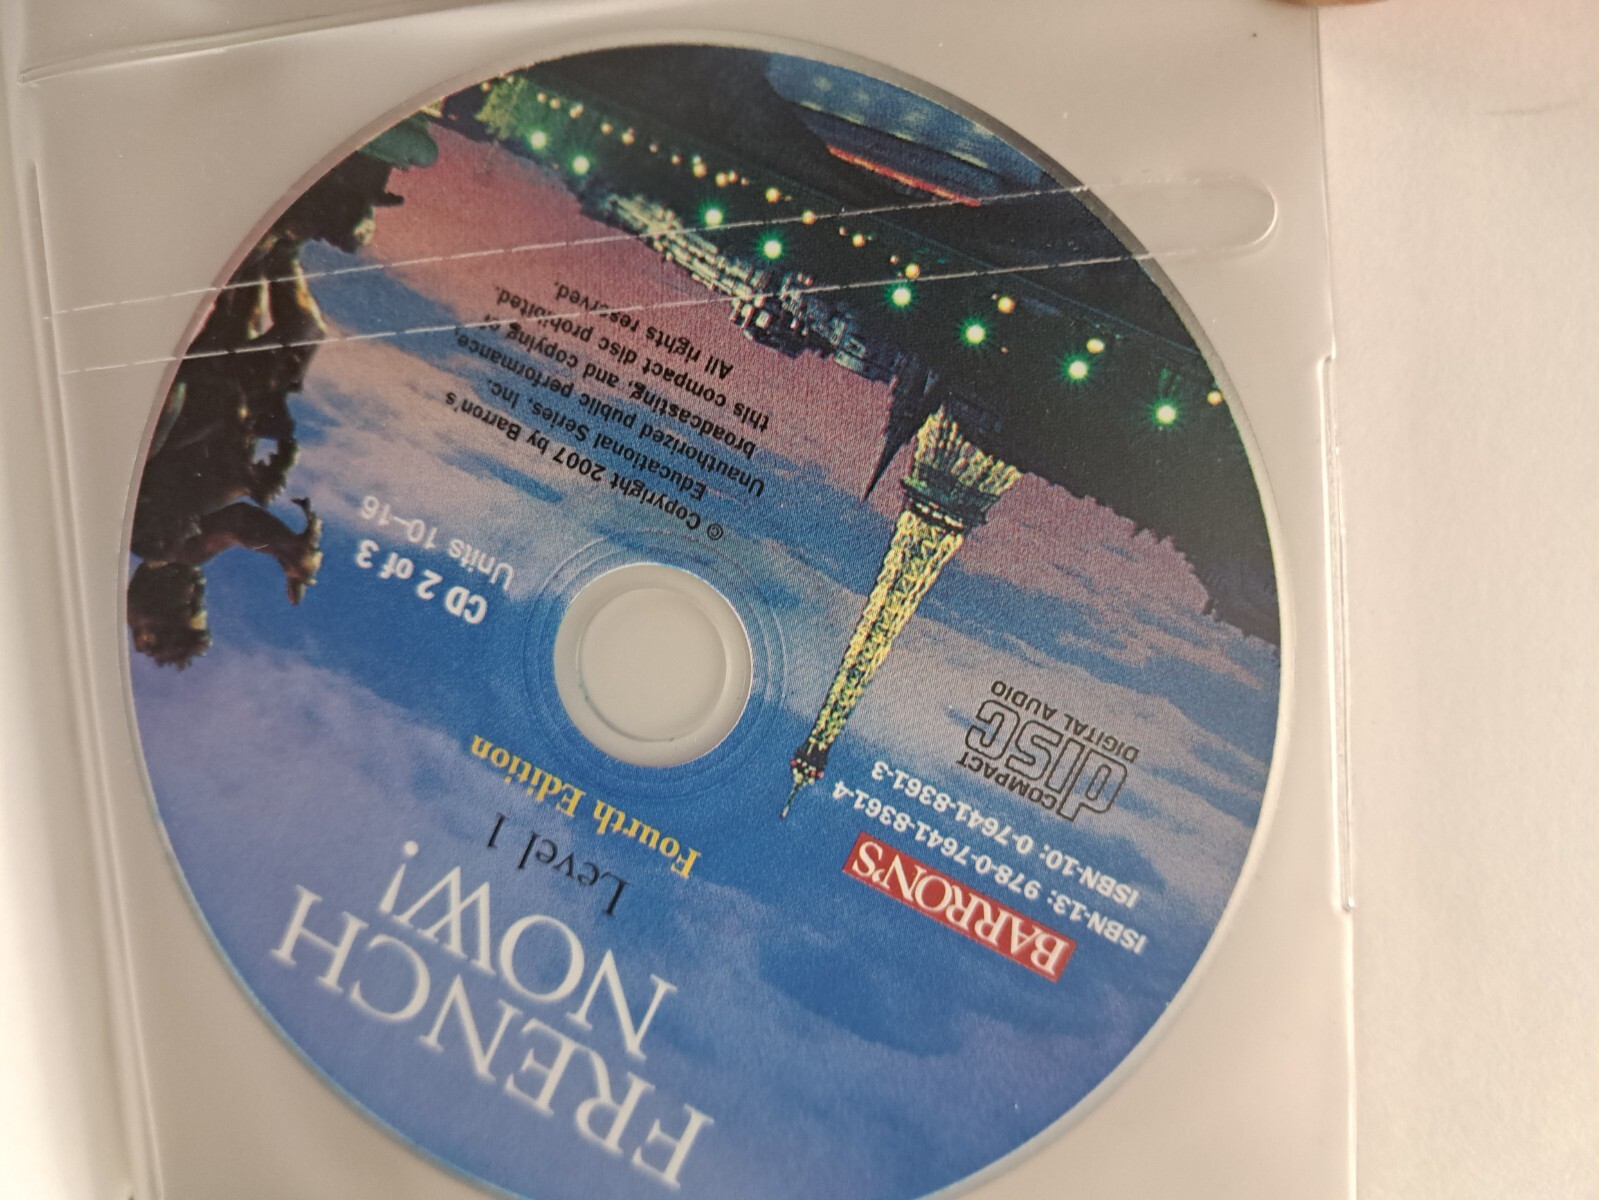 FRENCH
NOW!
Level 1
Fourth Edition
BARRON'S
ISBN-13: 978-0-7641-8361-4
ISBN-10: 0-7641-8361-3
COMPACT
disc
DIGITAL AUDIO
CD 2 of 3
Units 10–16
© Copyright 2007 by Barron's
Educational Series, Inc.
Unauthorized public performance,
broadcasting, and copying of
this compact disc prohibited.
All rights reserved.